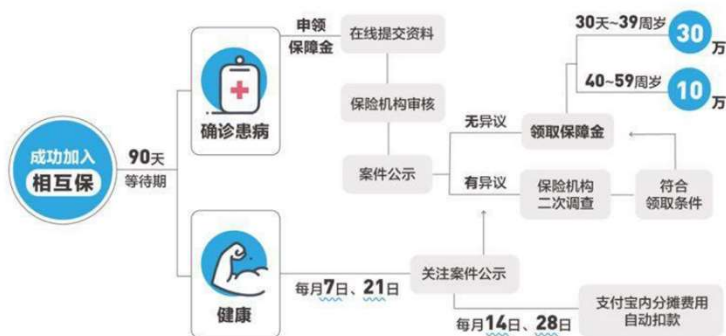 成功加入
相互保
90天
等待期
确诊患病
申领
保障金
在线提交资料
保险机构审核
案件公示
无异议
领取保障金
30天~39周岁
30
万
40~59周岁
10
万
有异议
保险机构
二次调查
符合
领取条件
健康
每月7日、21日
关注案件公示
每月14日、28日
支付宝内分摊费用
自动扣款